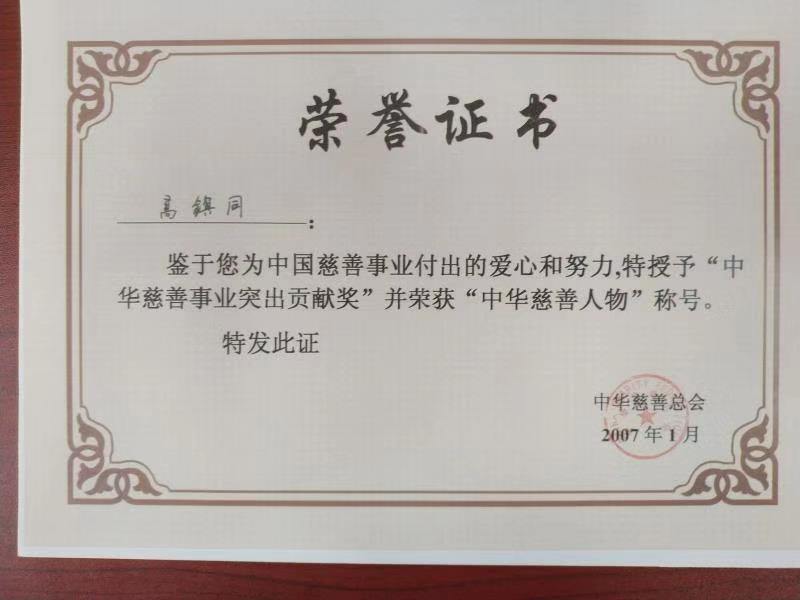 荣誉证书
高镇同：
鉴于您为中国慈善事业付出的爱心和努力,特授予“中
华慈善事业突出贡献奖”并荣获“中华慈善人物”称号。
特发此证
中华慈善总会
2007年1月